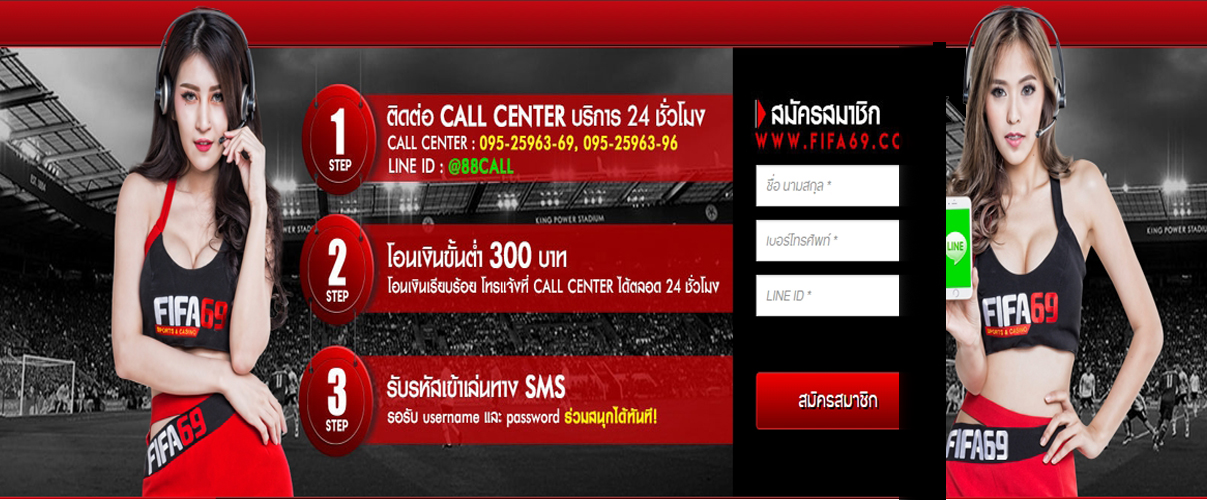 1
STEP
ติดต่อ CALL CENTER บริการ 24 ชั่วโมง
CALL CENTER : 095-25963-69, 095-25963-96
LINE ID : @88CALL
2
STEP
โอนเงินขั้นต่ำ 300 บาท
โอนเงินเรียบร้อย โทรแจ้งที่ CALL CENTER ได้ตลอด 24 ชั่วโมง
3
STEP
รับรหัสเข้าเล่นทาง SMS
รอรับ username และ password ร่วมสนุกได้ทันที!
สมัครสมาชิก
WWW.FIFA69.CO
ชื่อ นามสกุล *
เบอร์โทรศัพท์ *
LINE ID *
สมัครสมาชิก
FIFA69
SPORTS & CASINO
FIFA69
KING POWER STADIUM
EST. 1884
LINE
FIFA69
SPORTS & CASINO
FIFA69
KING POWER STADIUM